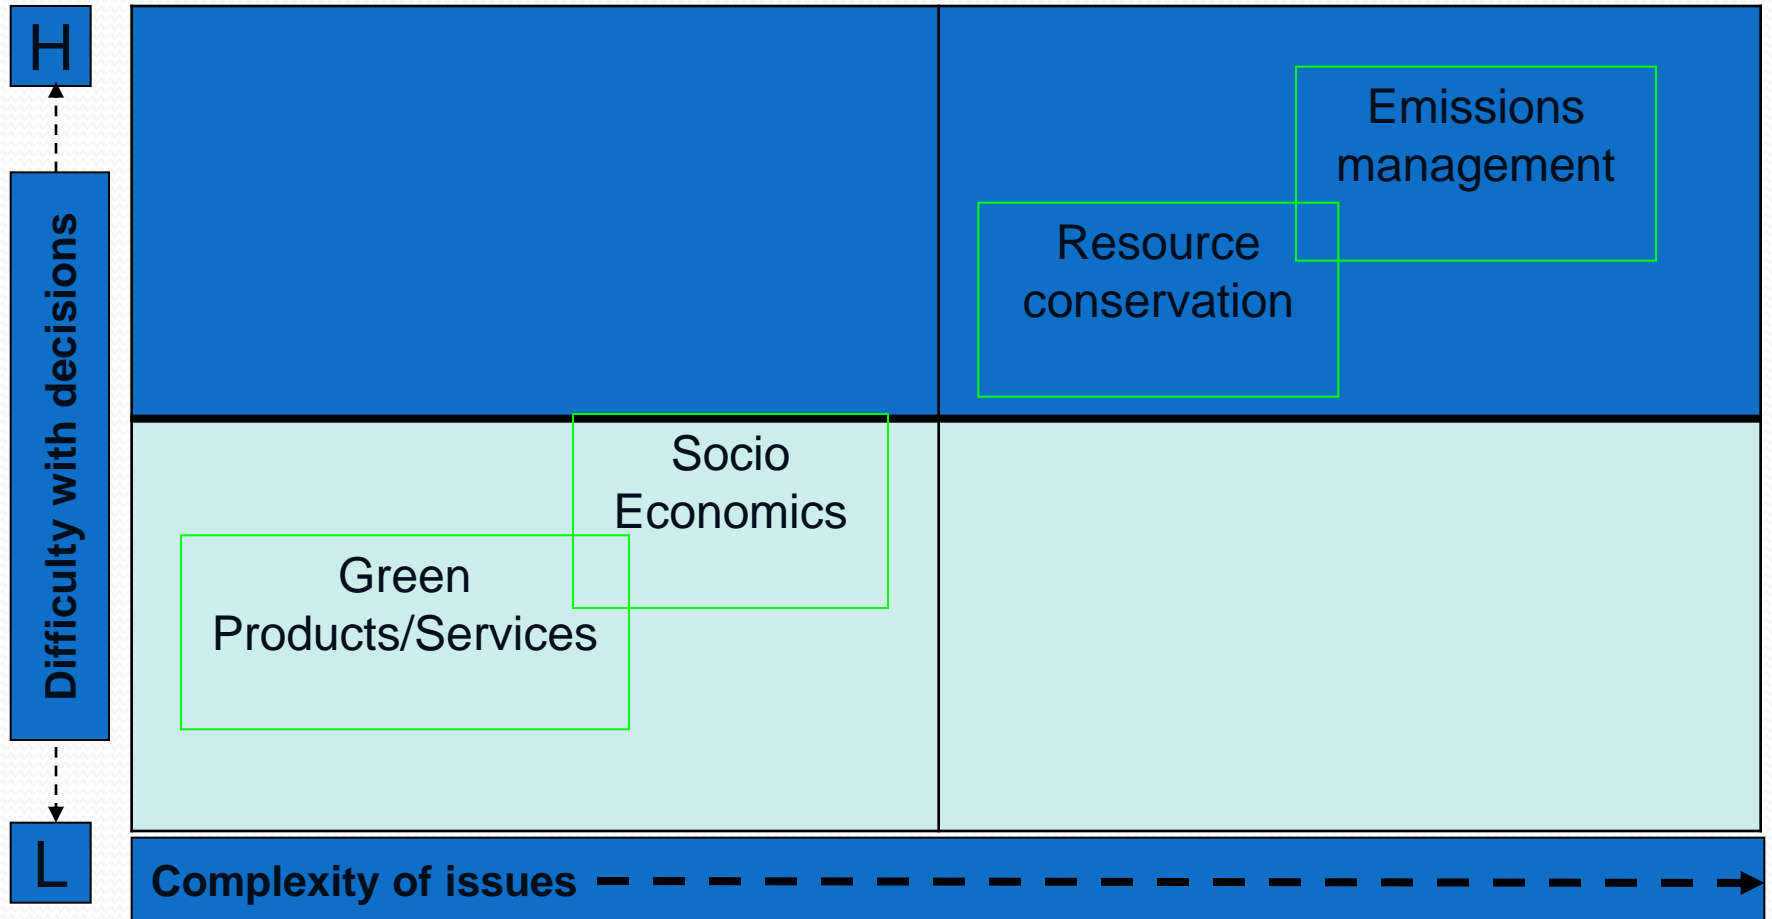 H
Emissions
management
Resource
conservation
Difficulty with decisions
Socio
Economics
Green
Products/Services
L
Complexity of issues